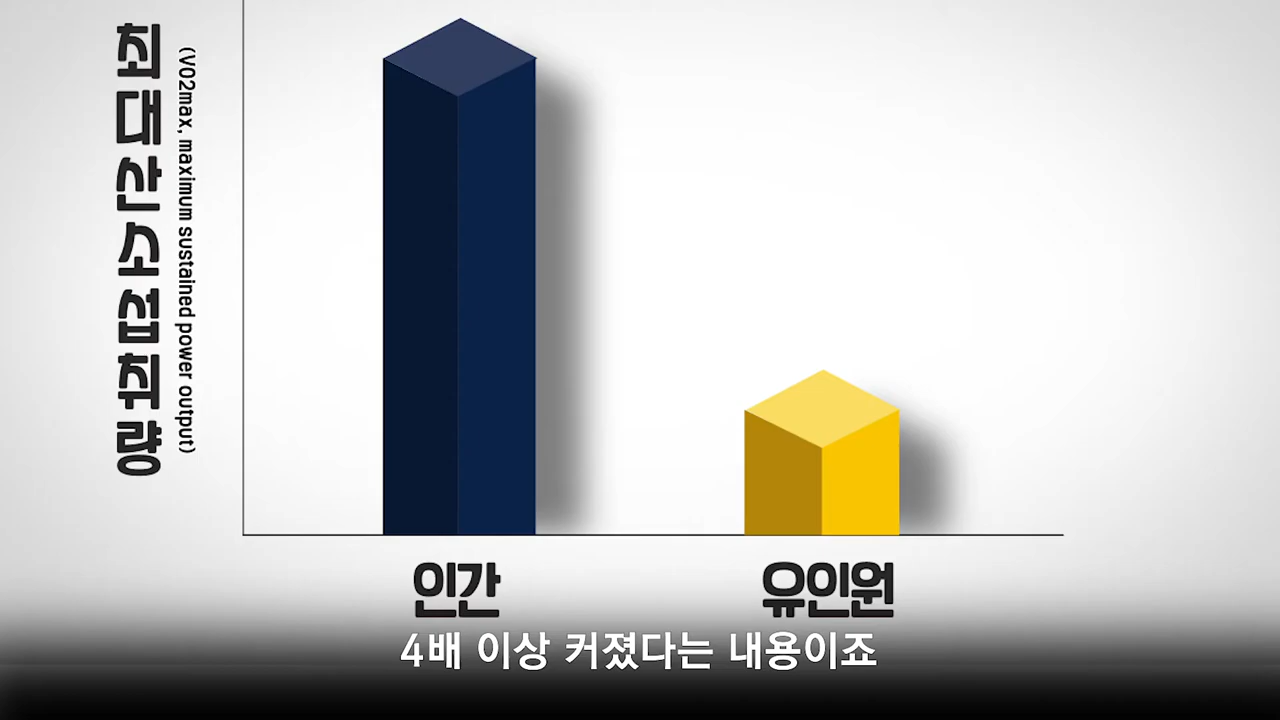 최대산소섭취량
(VO2max, maximum sustained power output)
인간
유인원
4배 이상 커졌다는 내용이죠